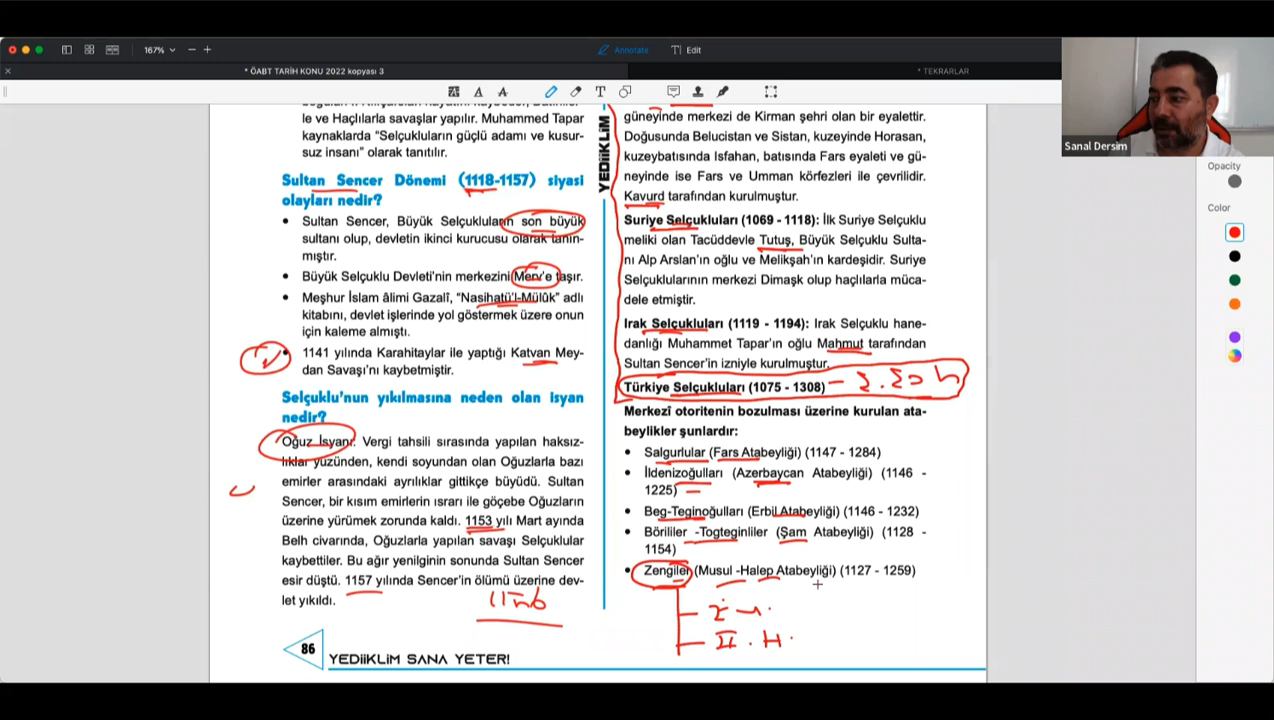 167%
Annotate
Edit
* ÖABT TARİH KONU 2022 kopyası 3
* TEKRARLAR
Sanal Dersim
Opacity
Color
le ve Haçlılarla savaşlar yapılır. Muhammed Tapar
kaynaklarda “Selçukluların güçlü adamı ve kusur-
suz insanı” olarak tanıtılır.
Sultan Sencer Dönemi (1118-1157) siyasi
olayları nedir?
• Sultan Sencer, Büyük Selçukluların son büyük
sultanı olup, devletin ikinci kurucusu olarak tanın-
mıştır.
• Büyük Selçuklu Devleti’nin merkezini Merv’e taşır.
• Meşhur İslam âlimi Gazalî, “Nasihatü’l-Mülûk” adlı
kitabını, devlet işlerinde yol göstermek üzere onun
için kaleme almıştı.
• 1141 yılında Karahitaylar ile yaptığı Katvan Mey-
dan Savaşı’nı kaybetmiştir.
Selçuklu’nun yıkılmasına neden olan isyan
nedir?
Oğuz İsyanı: Vergi tahsili sırasında yapılan haksız-
lıklar yüzünden, kendi soyundan olan Oğuzlarla bazı
emirler arasındaki ayrılıklar gittikçe büyüdü. Sultan
Sencer, bir kısım emirlerin ısrarı ile göçebe Oğuzların
üzerine yürümek zorunda kaldı. 1153 yılı Mart ayında
Belh civarında, Oğuzlarla yapılan savaşı Selçuklular
kaybettiler. Bu ağır yenilginin sonunda Sultan Sencer
esir düştü. 1157 yılında Sencer’in ölümü üzerine dev-
let yıkıldı.
86
YEDİİKLİM SANA YETER!
YEDİİKLİM
güneyinde merkezi de Kirman şehri olan bir eyalettir.
Doğusunda Belucistan ve Sistan, kuzeyinde Horasan,
kuzeybatısında Isfahan, batısında Fars eyaleti ve gü-
neyinde ise Fars ve Umman körfezleri ile çevrilidir.
Kavurd tarafından kurulmuştur.
Suriye Selçukluları (1069 - 1118): İlk Suriye Selçuklu
meliki olan Tacüddevle Tutuş, Büyük Selçuklu Sulta-
nı Alp Arslan’ın oğlu ve Melikşah’ın kardeşidir. Suriye
Selçuklularının merkezi Dimaşk olup haçlılarla müca-
dele etmiştir.
Irak Selçukluları (1119 - 1194): Irak Selçuklu hane-
danlığı Muhammet Tapar’ın oğlu Mahmut tarafından
Sultan Sencer’in izniyle kurulmuştur.
Türkiye Selçukluları (1075 - 1308)
Merkezî otoritenin bozulması üzerine kurulan ata-
beylikler şunlardır:
• Salgurlular (Fars Atabeyliği) (1147 - 1284)
• İldenizoğulları (Azerbaycan Atabeyliği) (1146 -
1225)
• Beg-Teginoğulları (Erbil Atabeyliği) (1146 - 1232)
• Börililer -Togteginliler (Şam Atabeyliği) (1128 -
1154)
• Zengiler (Musul -Halep Atabeyliği) (1127 - 1259)
II. H.